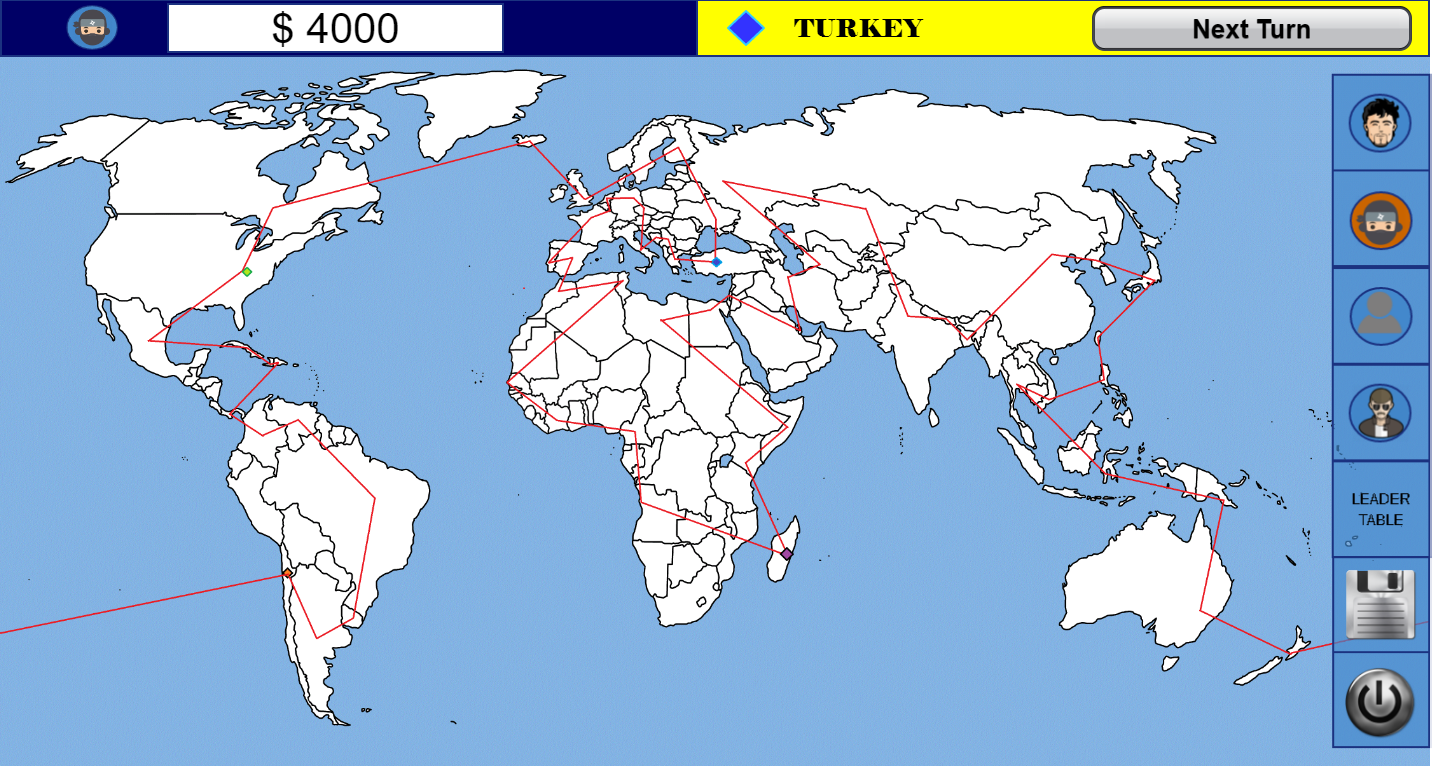 $ 4000
TURKEY
Next Turn
LEADER
TABLE